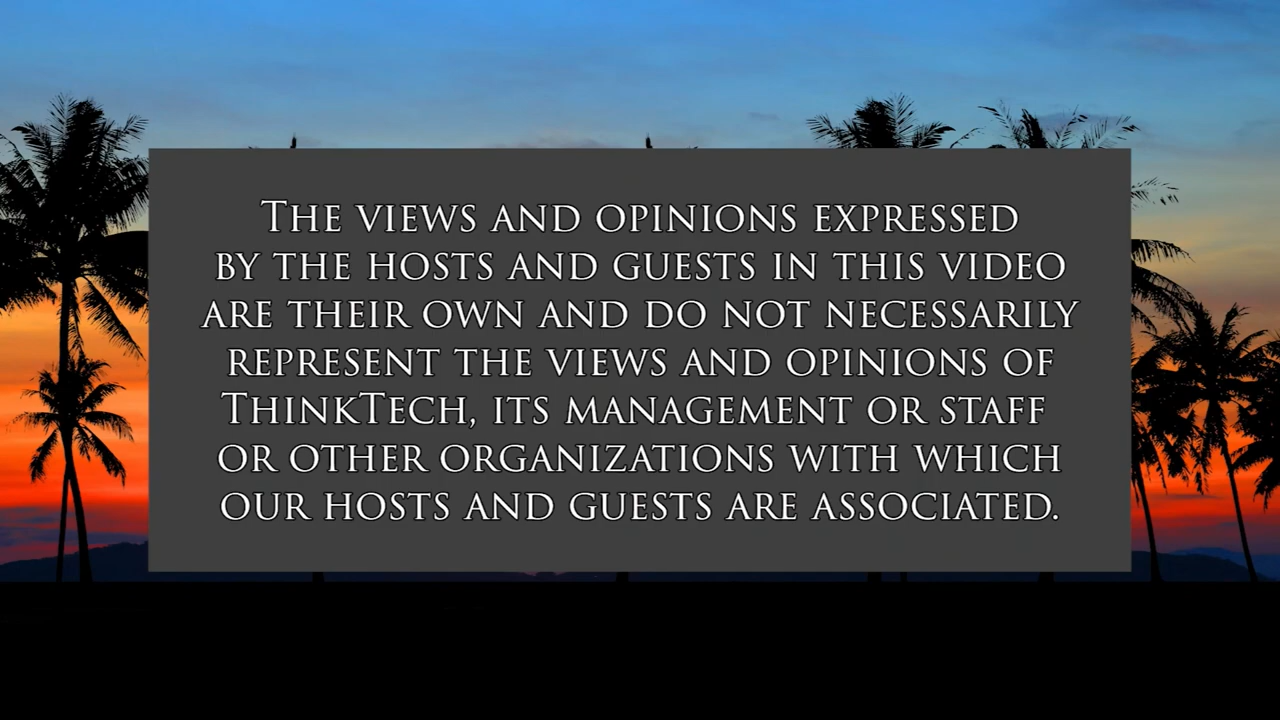 The views and opinions expressed
by the hosts and guests in this video
are their own and do not necessarily
represent the views and opinions of
ThinkTech, its management or staff
or other organizations with which
our hosts and guests are associated.